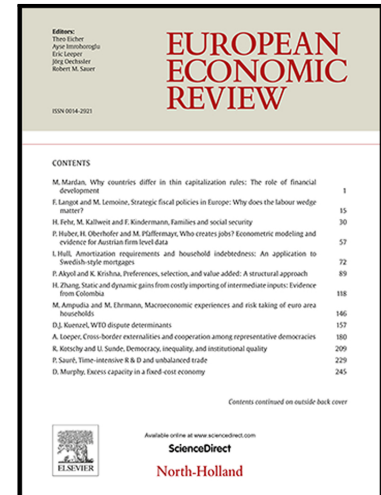 Editors:
Theo Eicher
Ayse Imrohoroglu
Eric Leeper
Jörg Oechssler
Robert M. Sauer
ISSN 0014-2921
EUROPEAN
ECONOMIC
REVIEW
CONTENTS
M. Mardan, Why countries differ in thin capitalization rules: The role of financial
development 1
F. Langot and M. Lemoine, Strategic fiscal policies in Europe: Why does the labour wedge
matter? 15
H. Fehr, M. Kallweit and F. Kindermann, Families and social security 30
P. Huber, H. Oberhofer and M. Pfaffermayr, Who creates jobs? Econometric modeling and
evidence for Austrian firm level data 57
I. Hull, Amortization requirements and household indebtedness: An application to
Swedish-style mortgages 72
P. Akyol and K. Krishna, Preferences, selection, and value added: A structural approach 89
H. Zhang, Static and dynamic gains from costly importing of intermediate inputs: Evidence
from Colombia 118
M. Ampudia and M. Ehrmann, Macroeconomic experiences and risk taking of euro area
households 146
D.J. Kuenzel, WTO dispute determinants 157
A. Loeper, Cross-border externalities and cooperation among representative democracies 180
R. Kotschy and U. Sunde, Democracy, inequality, and institutional quality 209
P. Sauré, Time-intensive R & D and unbalanced trade 229
D. Murphy, Excess capacity in a fixed-cost economy 245
Contents continued on outside back cover
ELSEVIER
Available online at www.sciencedirect.com
ScienceDirect
North-Holland